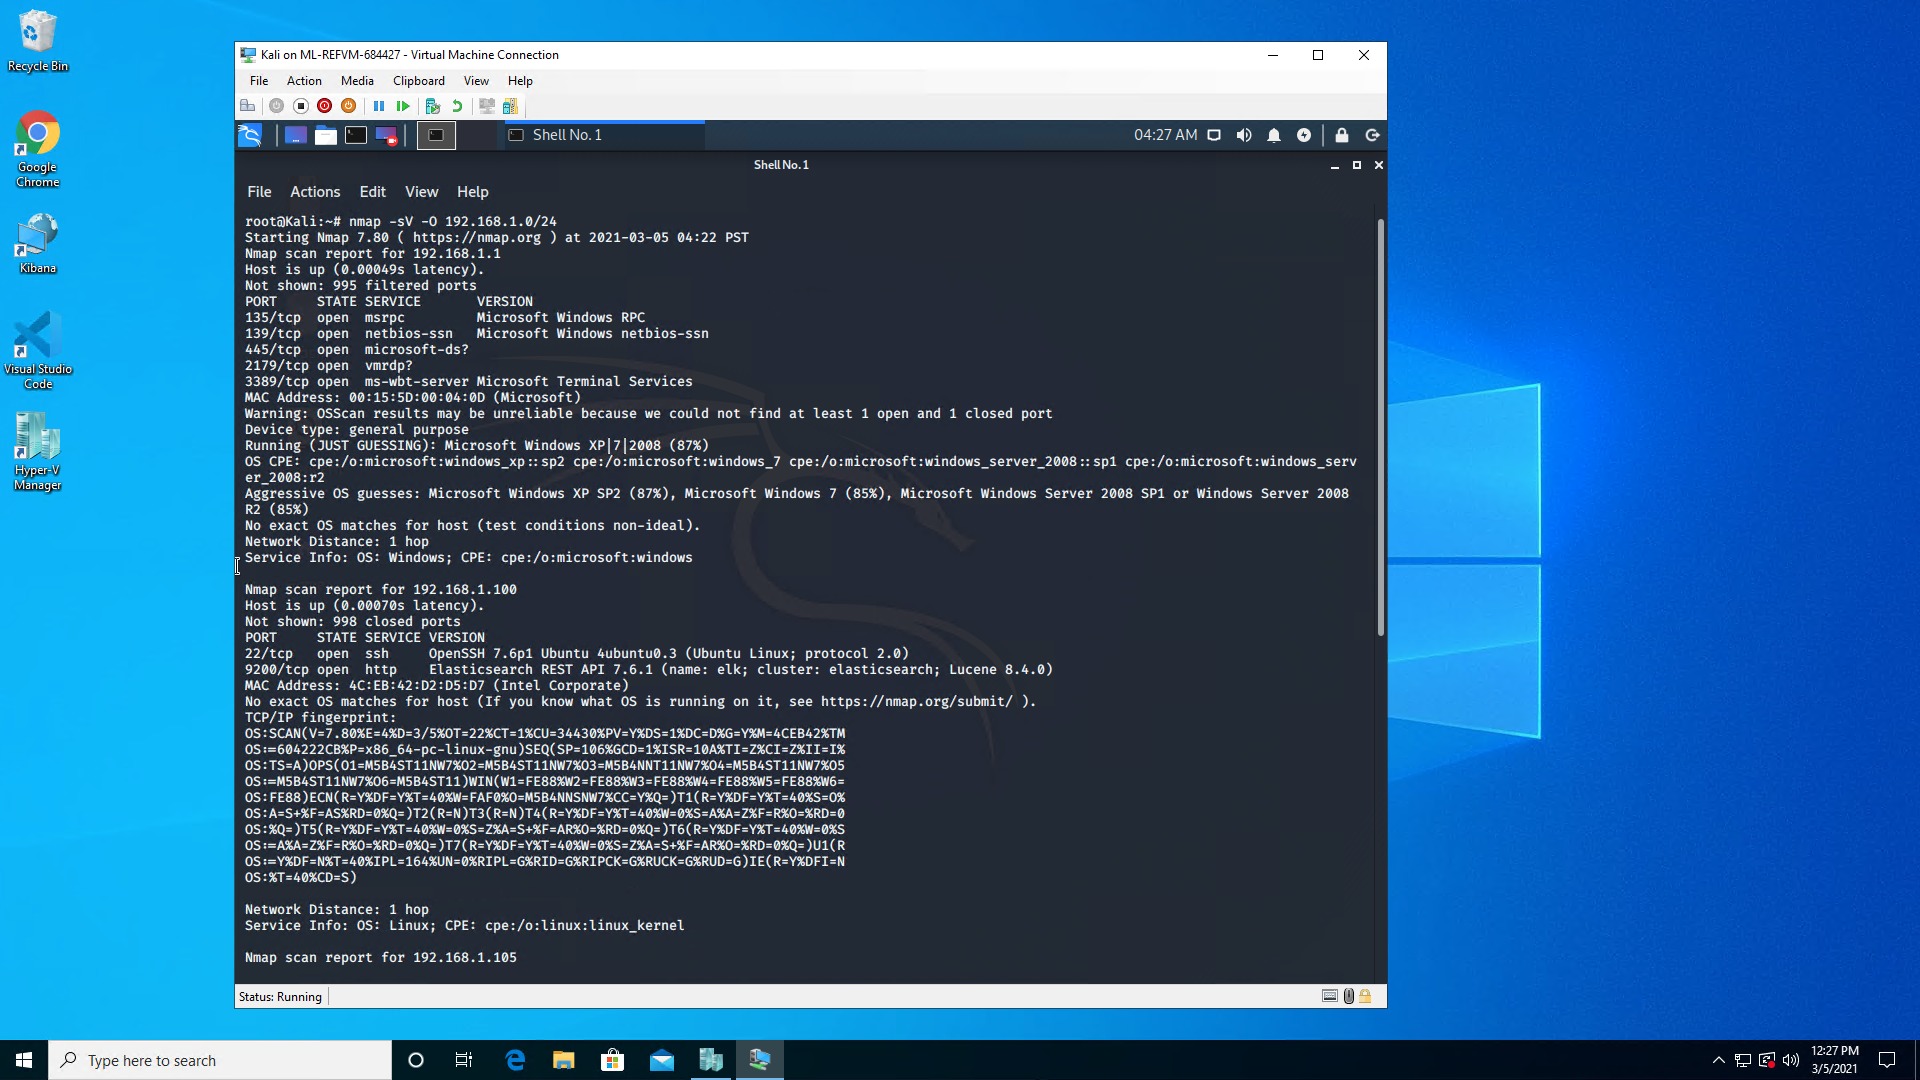 Recycle Bin
Google
Chrome
Kibana
Visual Studio
Code
Hyper-V
Manager
Kali on ML-REFVM-684427 - Virtual Machine Connection
File Action Media Clipboard View Help
Shell No. 1
04:27 AM
Shell No. 1
File Actions Edit View Help
root@Kali:~# nmap -sV -O 192.168.1.0/24
Starting Nmap 7.80 ( https://nmap.org ) at 2021-03-05 04:22 PST
Nmap scan report for 192.168.1.1
Host is up (0.00049s latency).
Not shown: 995 filtered ports
PORT     STATE SERVICE       VERSION
135/tcp  open  msrpc         Microsoft Windows RPC
139/tcp  open  netbios-ssn   Microsoft Windows netbios-ssn
445/tcp  open  microsoft-ds?
2179/tcp open  vmrdp?
3389/tcp open  ms-wbt-server Microsoft Terminal Services
MAC Address: 00:15:5D:00:04:0D (Microsoft)
Warning: OSScan results may be unreliable because we could not find at least 1 open and 1 closed port
Device type: general purpose
Running (JUST GUESSING): Microsoft Windows XP|7|2008 (87%)
OS CPE: cpe:/o:microsoft:windows_xp::sp2 cpe:/o:microsoft:windows_7 cpe:/o:microsoft:windows_server_2008::sp1 cpe:/o:microsoft:windows_serv
er_2008:r2
Aggressive OS guesses: Microsoft Windows XP SP2 (87%), Microsoft Windows 7 (85%), Microsoft Windows Server 2008 SP1 or Windows Server 2008
R2 (85%)
No exact OS matches for host (test conditions non-ideal).
Network Distance: 1 hop
Service Info: OS: Windows; CPE: cpe:/o:microsoft:windows
Nmap scan report for 192.168.1.100
Host is up (0.00070s latency).
Not shown: 998 closed ports
PORT     STATE SERVICE VERSION
22/tcp   open  ssh     OpenSSH 7.6p1 Ubuntu 4ubuntu0.3 (Ubuntu Linux; protocol 2.0)
9200/tcp open  http    Elasticsearch REST API 7.6.1 (name: elk; cluster: elasticsearch; Lucene 8.4.0)
MAC Address: 4C:EB:42:D2:D5:D7 (Intel Corporate)
No exact OS matches for host (If you know what OS is running on it, see https://nmap.org/submit/ ).
TCP/IP fingerprint:
OS:SCAN(V=7.80%E=4%D=3/5%OT=22%CT=1%CU=34430%PV=Y%DS=1%DC=D%G=Y%M=4CEB42%TM
OS:=604222CB%P=x86_64-pc-linux-gnu)SEQ(SP=106%GCD=1%ISR=10A%TI=Z%CI=Z%II=I%
OS:TS=A)OPS(O1=M5B4ST11NW7%O2=M5B4ST11NW7%O3=M5B4NNT11NW7%O4=M5B4ST11NW7%O5
OS:=M5B4ST11NW7%O6=M5B4ST11)WIN(W1=FE88%W2=FE88%W3=FE88%W4=FE88%W5=FE88%W6=
OS:FE88)ECN(R=Y%DF=Y%T=40%W=FAF0%O=M5B4NNSNW7%CC=Y%Q=)T1(R=Y%DF=Y%T=40%S=O%
OS:A=S+%F=AS%RD=0%Q=)T2(R=N)T3(R=N)T4(R=Y%DF=Y%T=40%W=0%S=A%A=Z%F=R%O=%RD=0
OS:%Q=)T5(R=Y%DF=Y%T=40%W=0%S=Z%A=S+%F=AR%O=%RD=0%Q=)T6(R=Y%DF=Y%T=40%W=0%S
OS:=A%A=Z%F=R%O=%RD=0%Q=)T7(R=Y%DF=Y%T=40%W=0%S=Z%A=S+%F=AR%O=%RD=0%Q=)U1(R
OS:=Y%DF=N%T=40%IPL=164%UN=0%RIPL=G%RID=G%RIPCK=G%RUCK=G%RUD=G)IE(R=Y%DFI=N
OS:%T=40%CD=S)
Network Distance: 1 hop
Service Info: OS: Linux; CPE: cpe:/o:linux:linux_kernel
Nmap scan report for 192.168.1.105
Status: Running
Type here to search
12:27 PM
3/5/2021